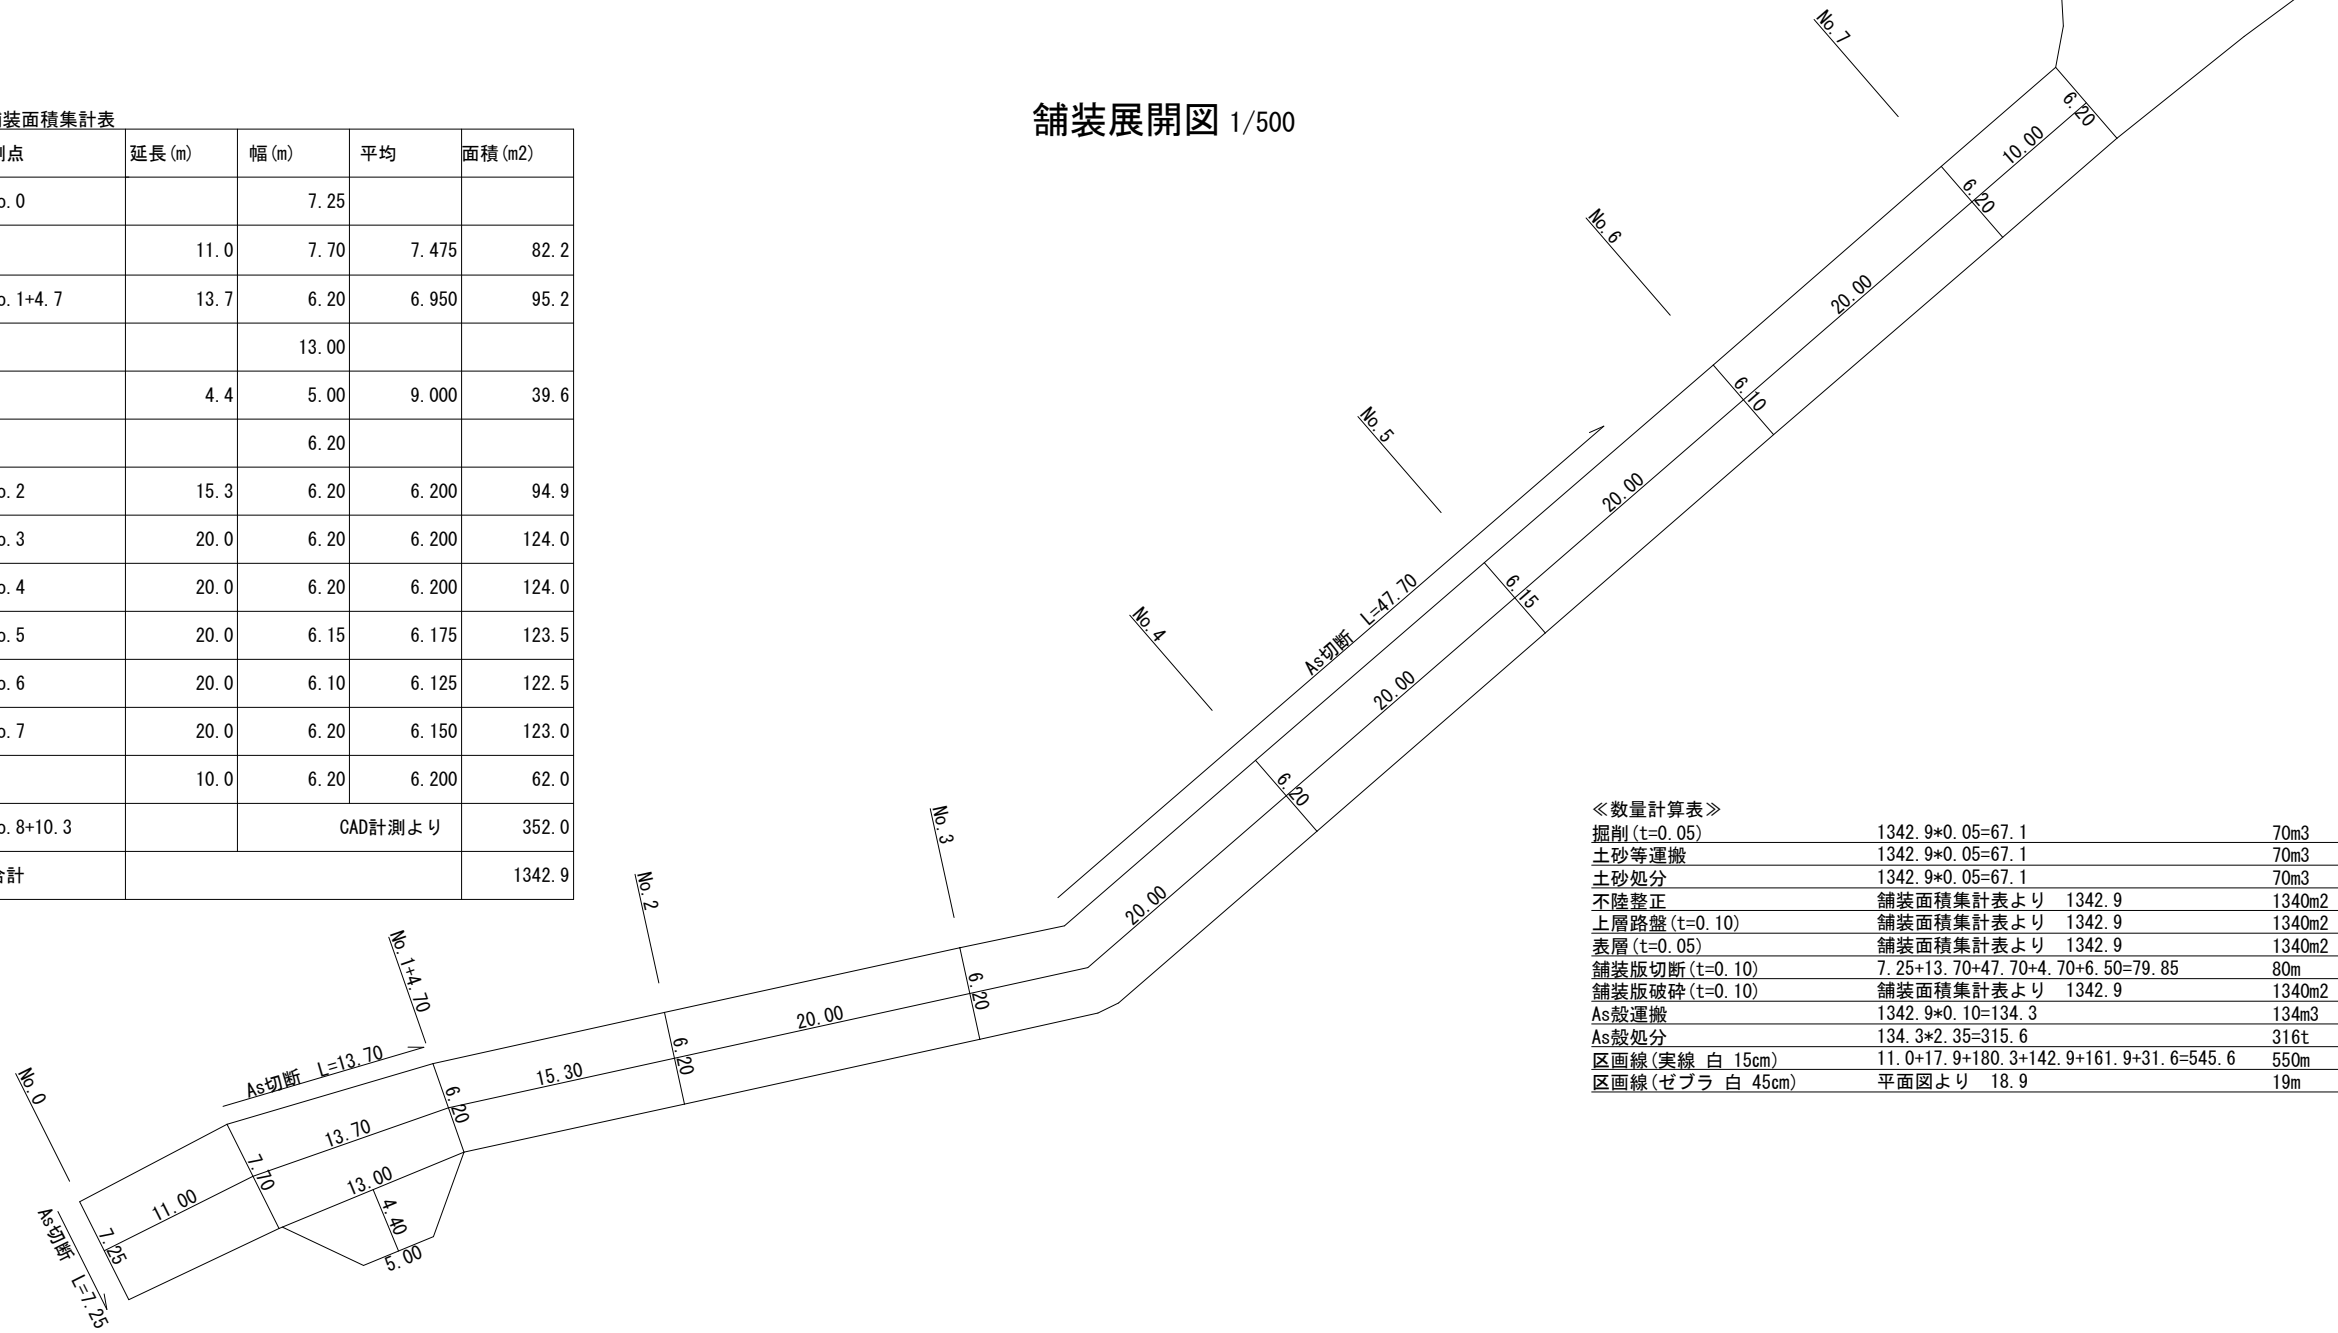 舗装展開図 1/500
装面積集計表
測点 延長(m) 幅(m) 平均 面積(m2)
o.0 7.25
11.0 7.70 7.475 82.2
o.1+4.7 13.7 6.20 6.950 95.2
13.00
4.4 5.00 9.000 39.6
6.20
o.2 15.3 6.20 6.200 94.9
o.3 20.0 6.20 6.200 124.0
o.4 20.0 6.20 6.200 124.0
o.5 20.0 6.15 6.175 123.5
o.6 20.0 6.10 6.125 122.5
o.7 20.0 6.20 6.150 123.0
10.0 6.20 6.200 62.0
o.8+10.3 CAD計測より 352.0
合計 1342.9
No.0
No.1+4.70
No.2
No.3
No.4
No.5
No.6
No.7
As切断 L=7.25
As切断 L=13.70
As切断 L=47.70
7.25
11.00
7.70
13.70
13.00
4.40
5.00
6.20
15.30
6.20
20.00
6.20
20.00
6.20
20.00
6.15
20.00
6.10
20.00
6.20
10.00
6.20
≪数量計算表≫
掘削(t=0.05) 1342.9*0.05=67.1 70m3
土砂等運搬 1342.9*0.05=67.1 70m3
土砂処分 1342.9*0.05=67.1 70m3
不陸整正 舗装面積集計表より 1342.9 1340m2
上層路盤(t=0.10) 舗装面積集計表より 1342.9 1340m2
表層(t=0.05) 舗装面積集計表より 1342.9 1340m2
舗装版切断(t=0.10) 7.25+13.70+47.70+4.70+6.50=79.85 80m
舗装版破砕(t=0.10) 舗装面積集計表より 1342.9 1340m2
As殻運搬 1342.9*0.10=134.3 134m3
As殻処分 134.3*2.35=315.6 316t
区画線(実線 白 15cm) 11.0+17.9+180.3+142.9+161.9+31.6=545.6 550m
区画線(ゼブラ 白 45cm) 平面図より 18.9 19m